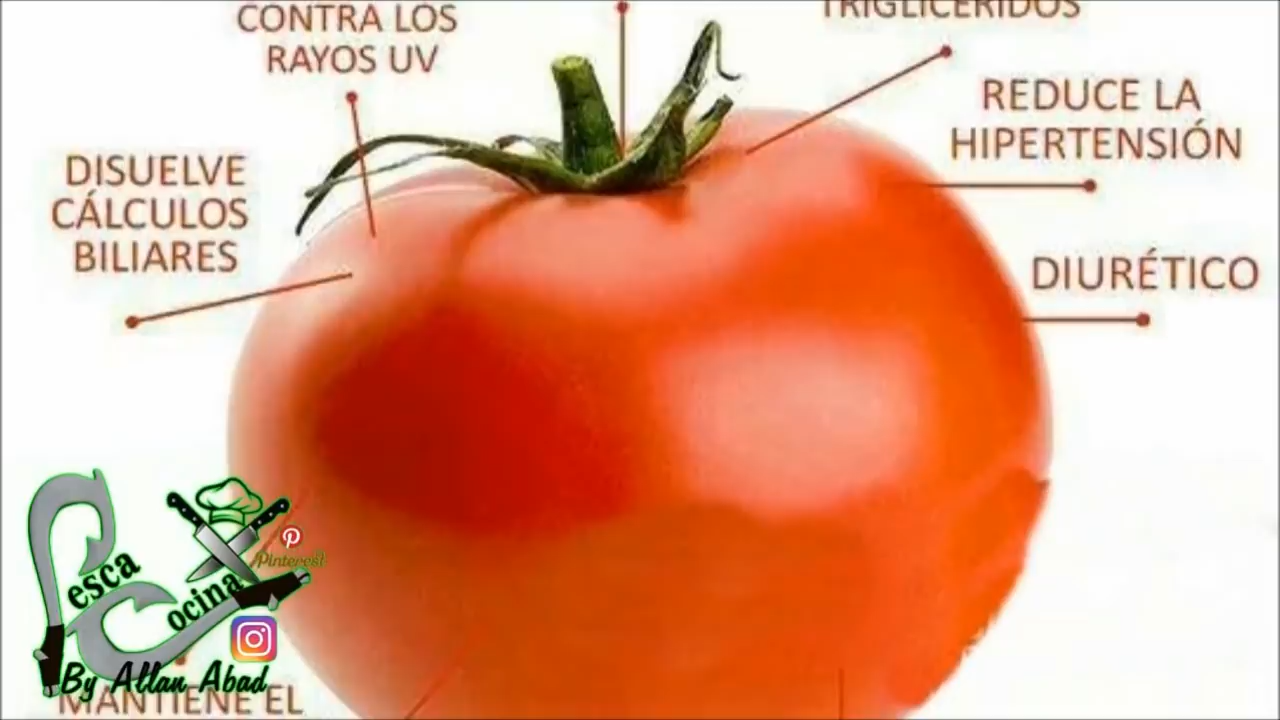 CONTRA LOS
RAYOS UV
TRIGLICÉRIDOS
REDUCE LA
HIPERTENSIÓN
DISUELVE
CÁLCULOS
BILIARES
DIURÉTICO
Pesca
Cocina
Pinterest
By Allan Abad
MANTIENE EL